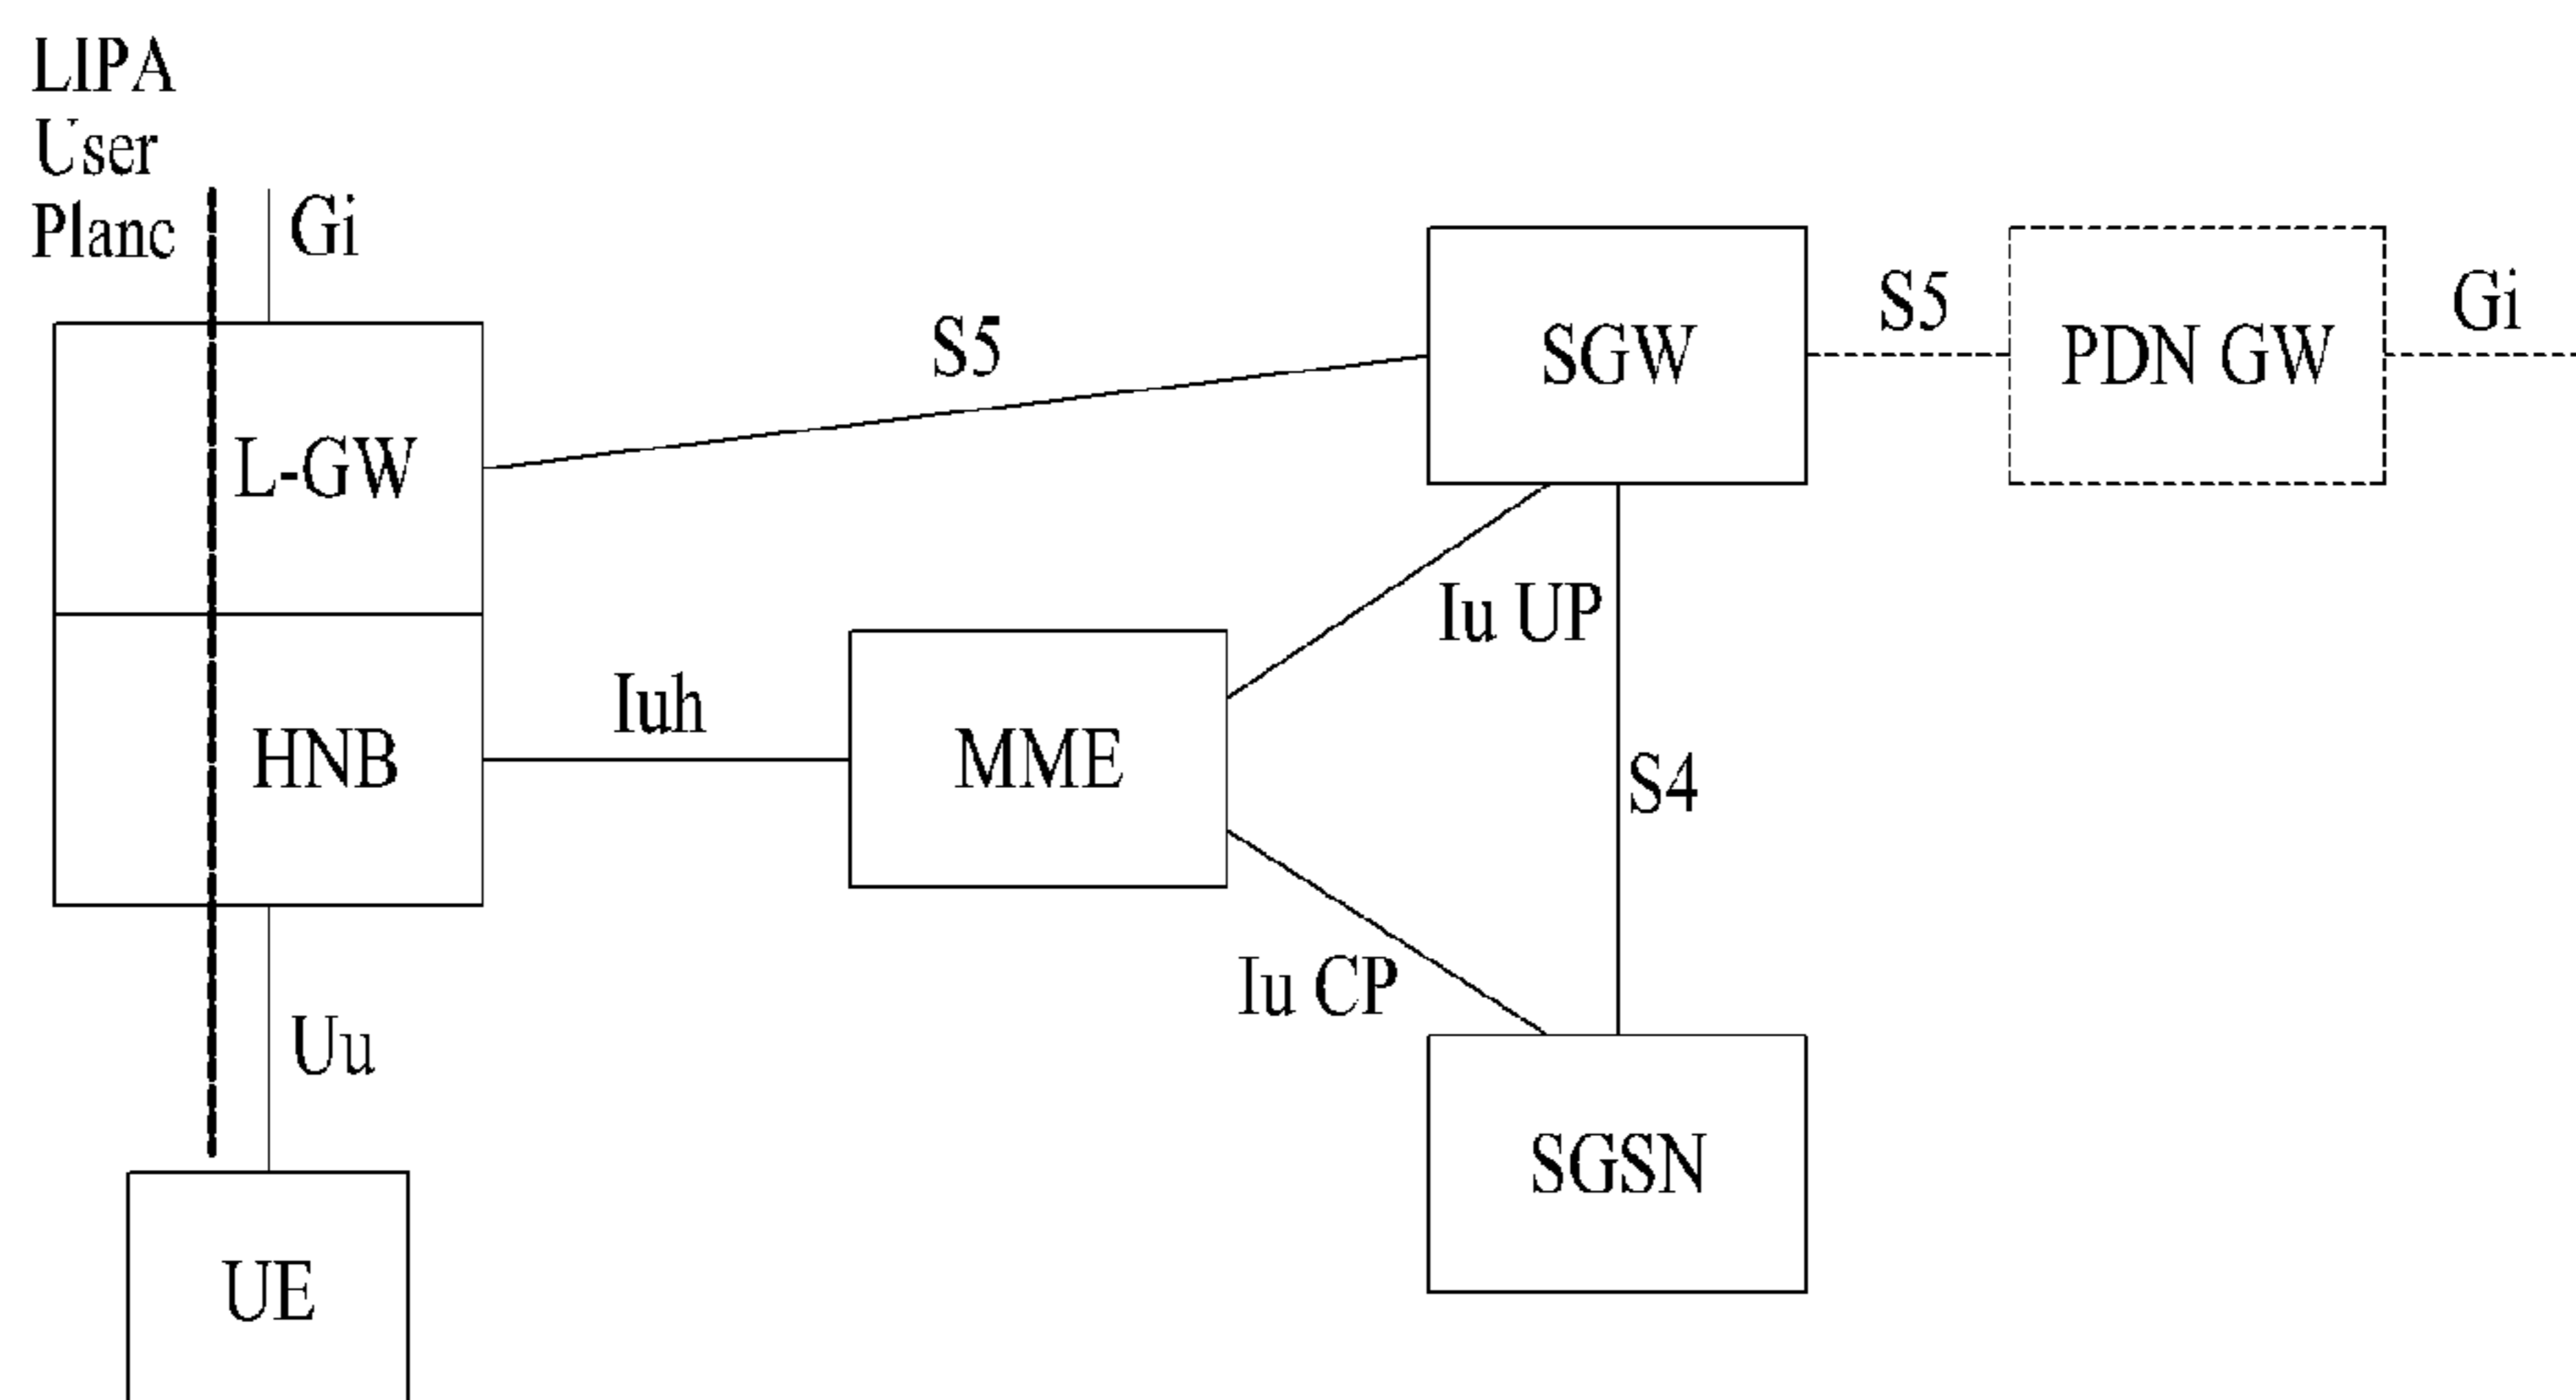 LIPA
User
Plane
Gi
S5
SGW
S5
PDN GW
Gi
L-GW
Iu UP
HNB
Iuh
MME
S4
Iu CP
Uu
SGSN
UE